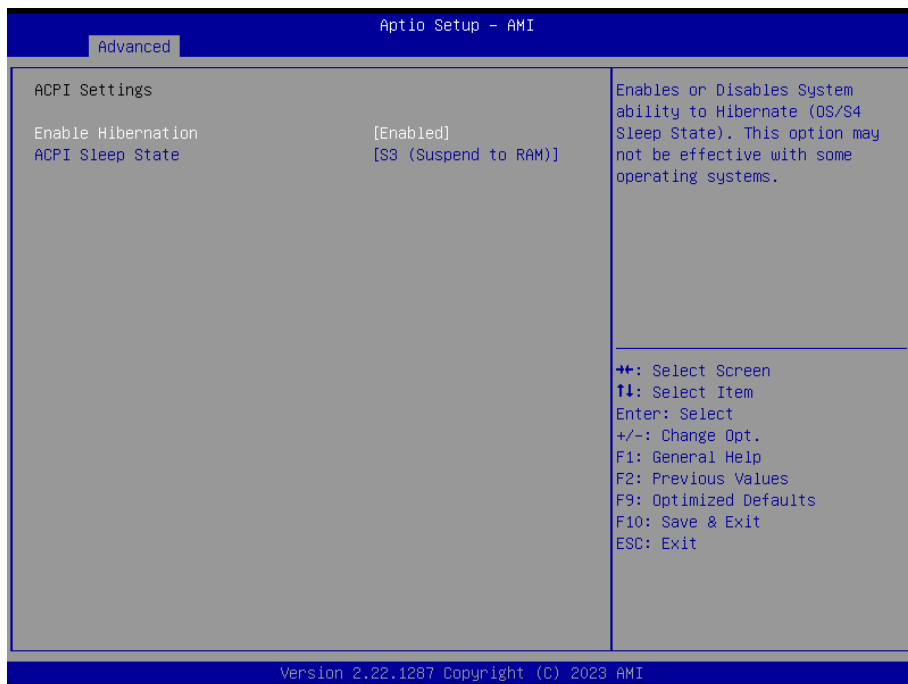 Aptio Setup – AMI
Advanced
ACPI Settings
Enable Hibernation [Enabled]
ACPI Sleep State [S3 (Suspend to RAM)]
Enables or Disables System
ability to Hibernate (OS/S4
Sleep State). This option may
not be effective with some
operating systems.
→←: Select Screen
↑↓: Select Item
Enter: Select
+/-: Change Opt.
F1: General Help
F2: Previous Values
F9: Optimized Defaults
F10: Save & Exit
ESC: Exit
Version 2.22.1287 Copyright (C) 2023 AMI